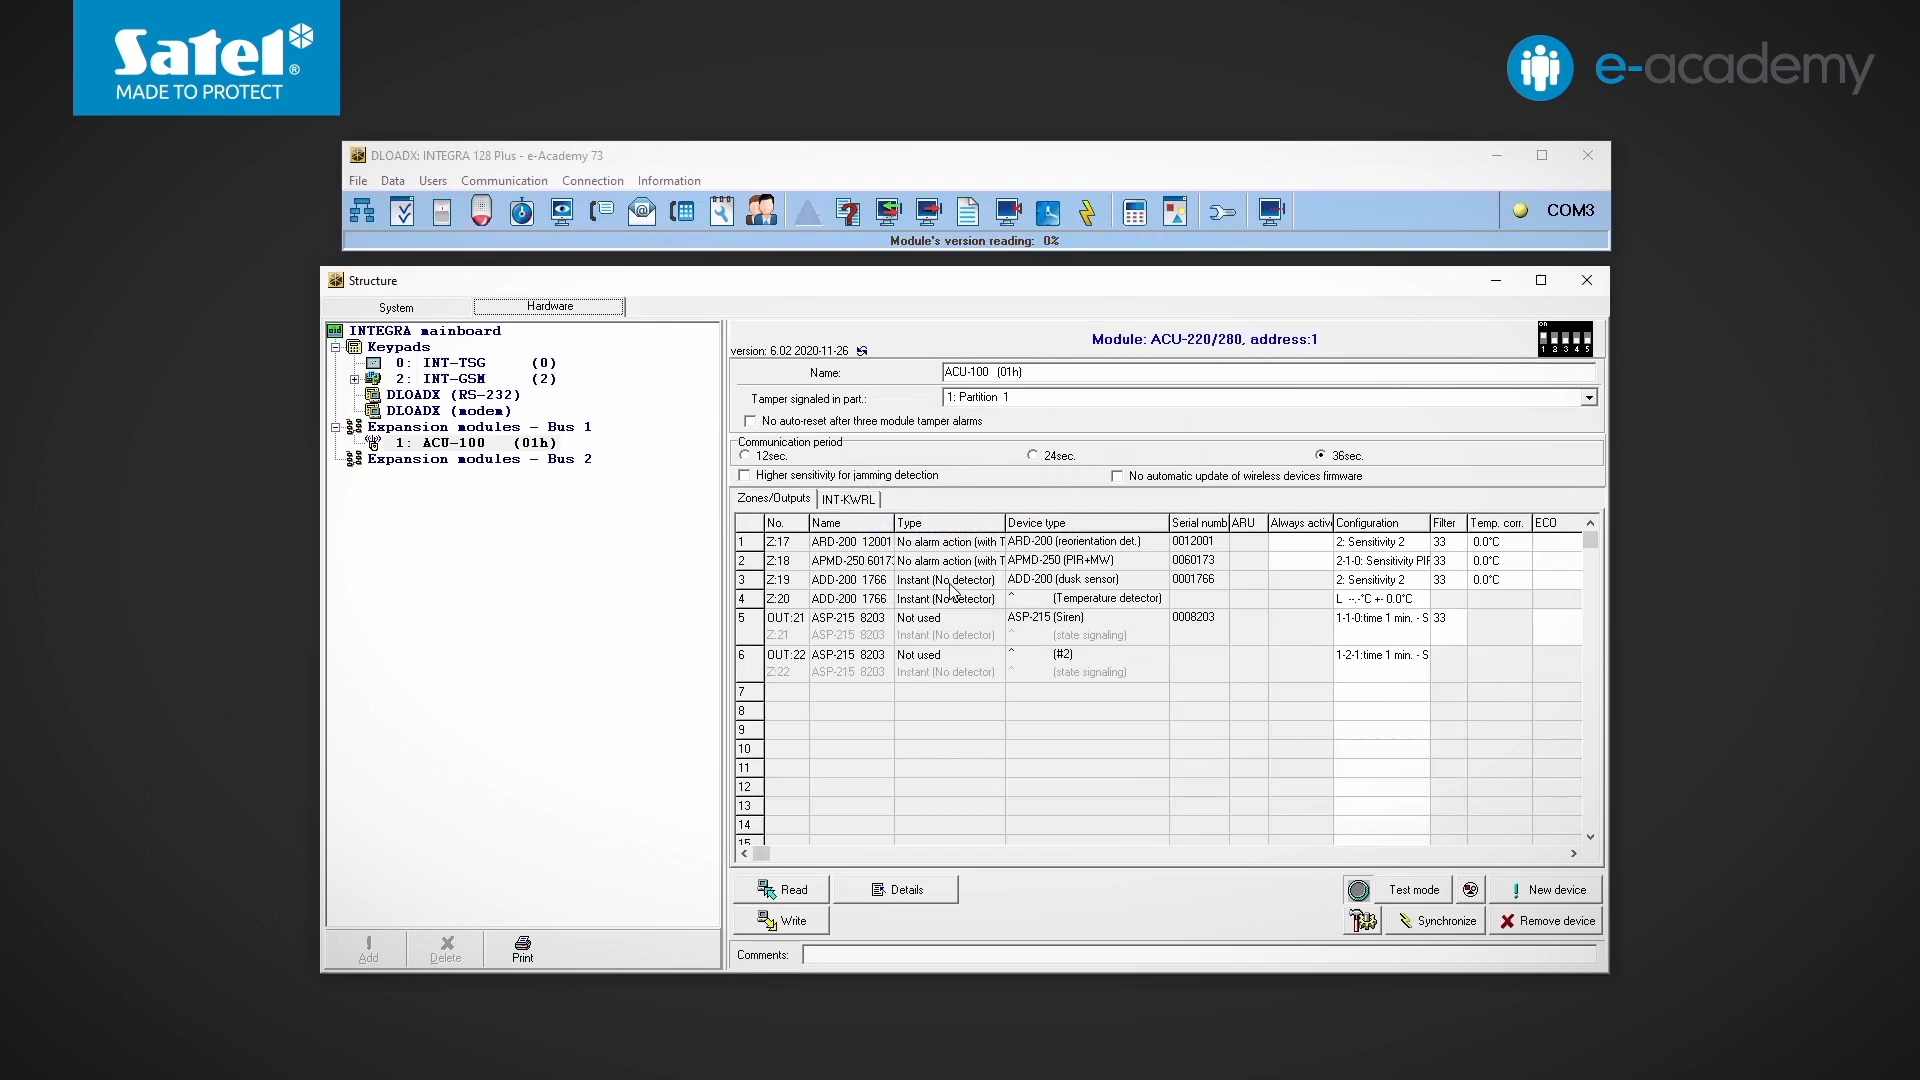 Satel®
MADE TO PROTECT
e-academy
DLOADX: INTEGRA 128 Plus - e-Academy 73
File Data Users Communication Connection Information
COM3
Module's version reading: 0%
Structure
System Hardware
INTEGRA mainboard
Keypads
0: INT-TSG (0)
2: INT-GSM (2)
DLOADX (RS-232)
DLOADX (modem)
Expansion modules – Bus 1
1: ACU-100 (01h)
Expansion modules – Bus 2
Add Delete Print
Module: ACU-220/280, address:1
on
1 2 3 4 5
version: 6.02 2020-11-26
Name: ACU-100 (01h)
Tamper signaled in part.: 1: Partition 1
No auto-reset after three module tamper alarms
Communication period
12sec. 24sec. 36sec.
Higher sensitivity for jamming detection No automatic update of wireless devices firmware
Zones/Outputs INT-KWRL
No. Name Type Device type Serial numb ARU Always activ Configuration Filter Temp. corr. ECO
1 Z:17 ARD-200 12001 No alarm action (with T ARD-200 (reorientation det.) 0012001 2: Sensitivity 2 33 0.0°C
2 Z:18 APMD-250 6017 No alarm action (with T APMD-250 (PIR+MW) 0060173 2-1-0: Sensitivity PIF 33 0.0°C
3 Z:19 ADD-200 1766 Instant (No detector) ADD-200 (dusk sensor) 0001766 2: Sensitivity 2 33 0.0°C
4 Z:20 ADD-200 1766 Instant (No detector) ^ (Temperature detector) L --.-°C +- 0.0°C
5 OUT:21 ASP-215 8203 Not used ASP-215 (Siren) 0008203 1-1-0:time 1 min. - S 33
Z:21 ASP-215 8203 Instant (No detector) ^ (state signaling)
6 OUT:22 ASP-215 8203 Not used ^ (#2) 1-2-1:time 1 min. - S
Z:22 ASP-215 8203 Instant (No detector) ^ (state signaling)
7
8
9
10
11
12
13
14
15
Read Details Test mode New device
Write Synchronize Remove device
Comments: